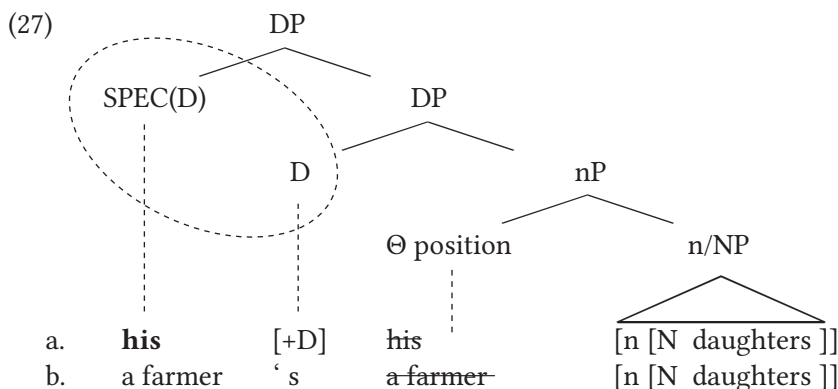 (27) DP
SPEC(D) DP
D nP
Θ position n/NP
a. his [+D] his [n [N daughters ]]
b. a farmer ‘ s a farmer [n [N daughters ]]